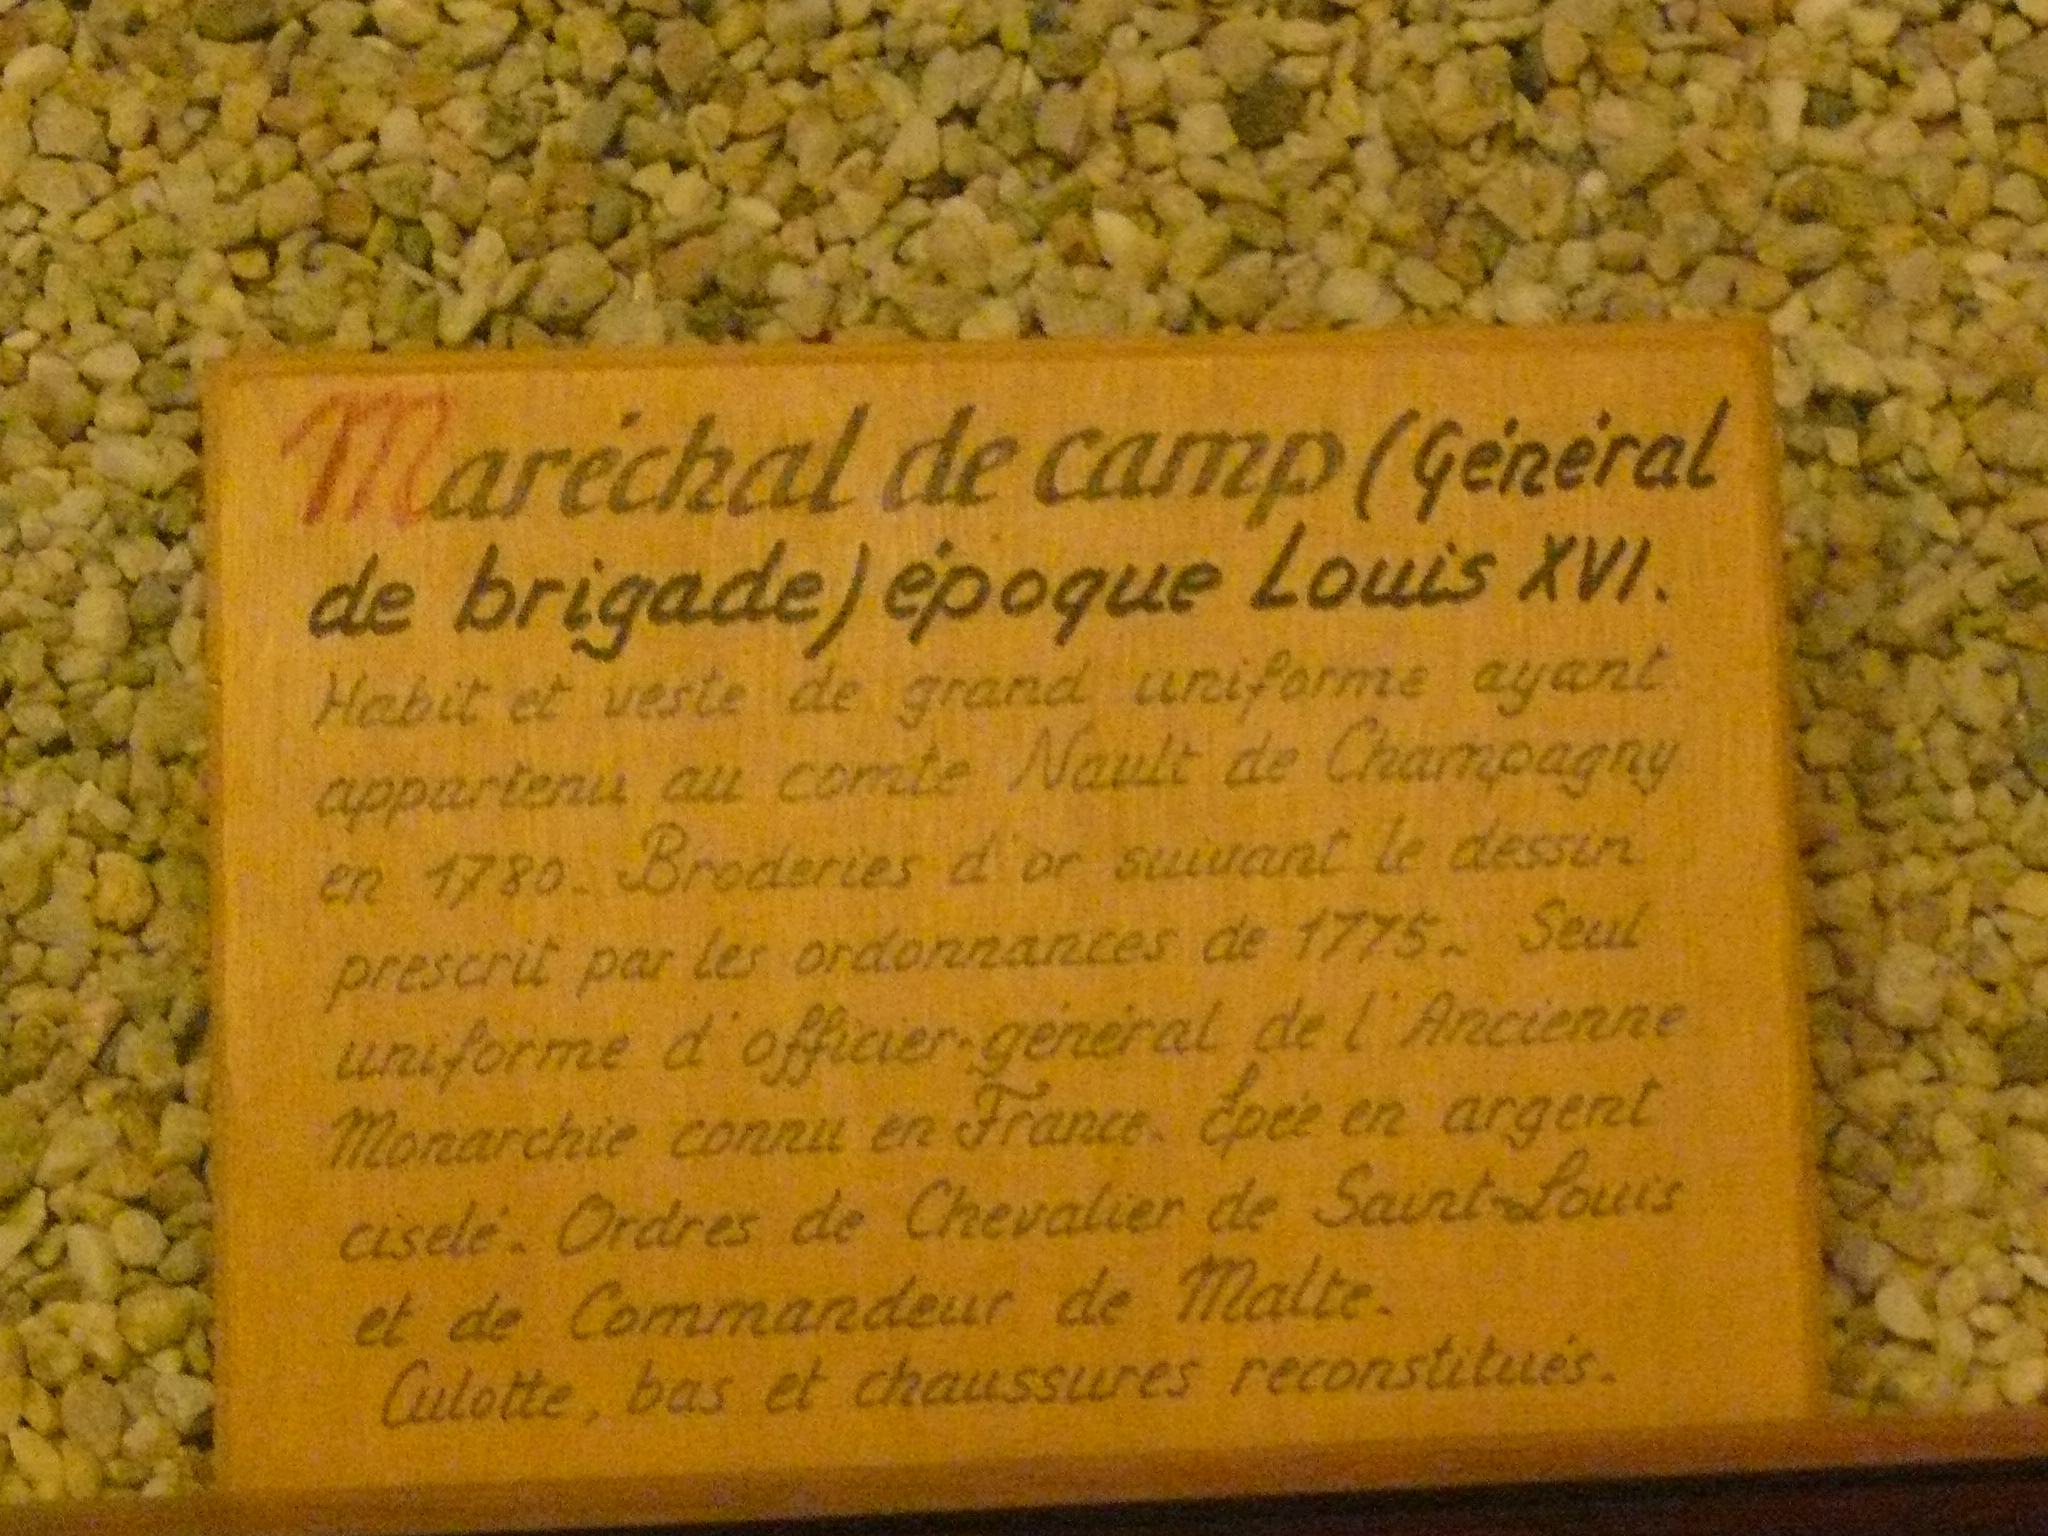 Maréchal de camp (Général
de brigade) époque Louis XVI.
Habit et veste de grand uniforme ayant
appartenu au comte Nault de Champagny
en 1780. Broderies d'or suivant le dessin
prescrit par les ordonnances de 1775. Seul
uniforme d'officier-général de l'Ancienne
Monarchie connu en France. Épée en argent
ciselé. Ordres de Chevalier de Saint-Louis
et de Commandeur de Malte.
Culotte, bas et chaussures reconstitués.